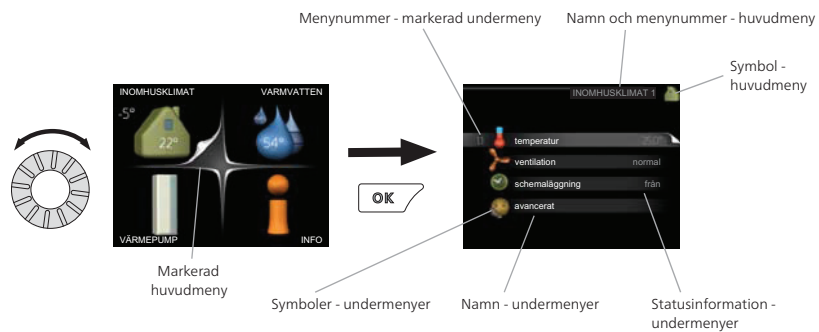 Menynummer - markerad undermeny
Namn och menynummer - huvudmeny
Symbol -
huvudmeny
INOMHUSKLIMAT
VARMVATTEN
-5°
22°
54°
VÄRMEPUMP
INFO
OK
INOMHUSKLIMAT 1
temperatur
ventilation
normal
schemaläggning
från
avancerat
Markerad
huvudmeny
Symboler - undermenyer
Namn - undermenyer
Statusinformation -
undermenyer